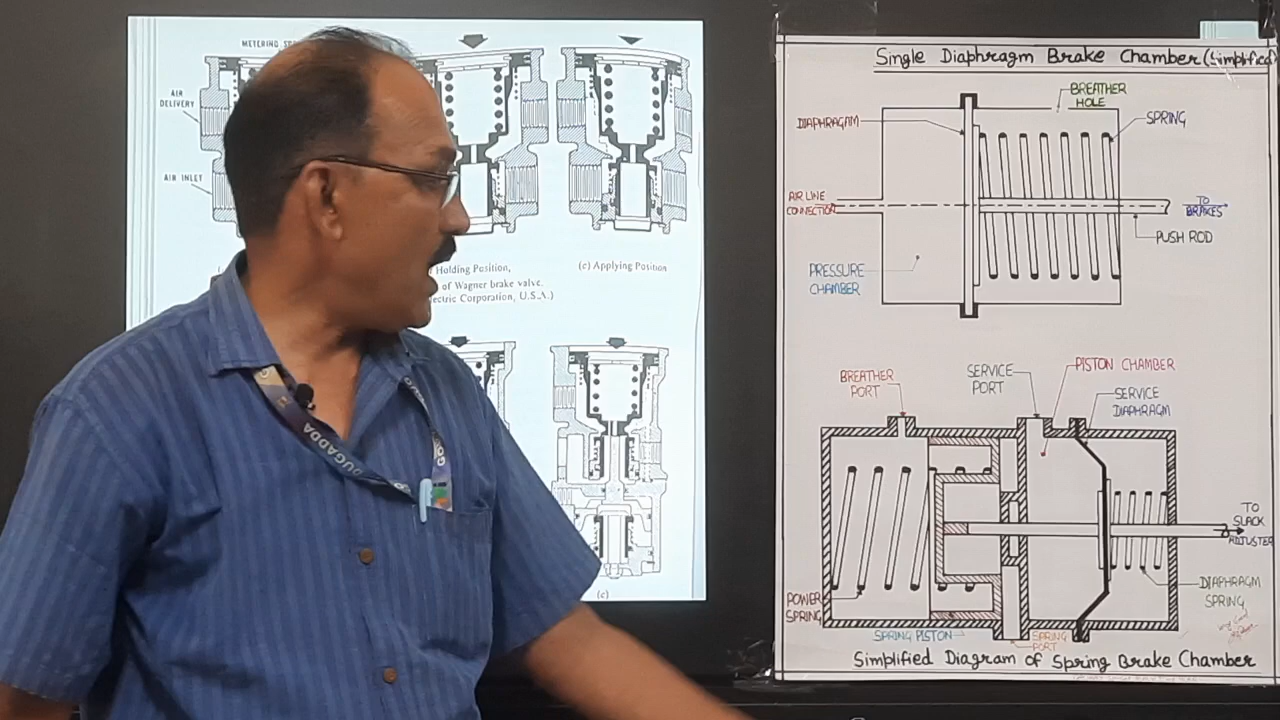 METERING
AIR
DELIVERY
AIR INLET
Holding Position,
(c) Applying Position
of Wagner brake valve.
ectric Corporation, U.S.A.)
(c)
OUGADDA
Single Diaphragm Brake Chamber (Simplified
BREATHER
HOLE
DIAPHRAGAM
SPRING
AIR LINE
CONNECTION
TO
BRAKES
PUSH ROD
PRESSURE
CHAMBER
BREATHER
PORT
SERVICE
PORT
PISTON CHAMBER
SERVICE
DIAPHRAGM
TO
SLACK
ADJUSTER
POWER
SPRING
DIAPHRAGM
SPRING
SPRING PISTON
SPRING
PORT
Simplified Diagram of Spring Brake Chamber